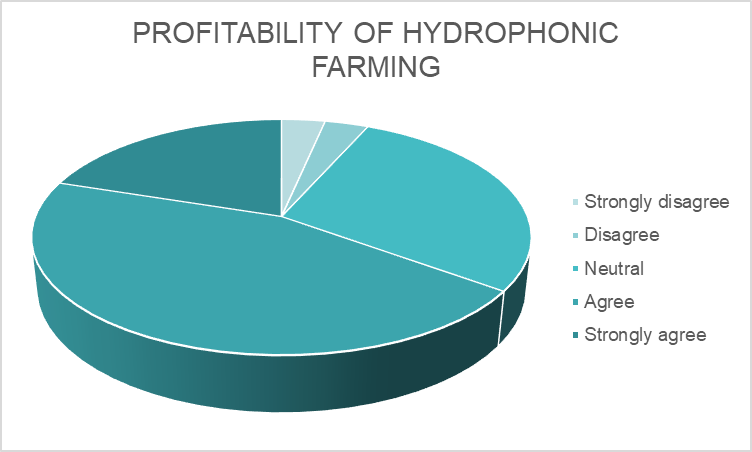 PROFITABILITY OF HYDROPHONIC
FARMING
Strongly disagree
Disagree
Neutral
Agree
Strongly agree